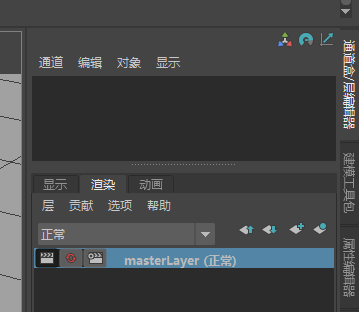 通道 编辑 对象 显示
显示 渲染 动画
层 贡献 选项 帮助
正常
masterLayer (正常)
通道盒/层编辑器
建模工具包
属性编辑器